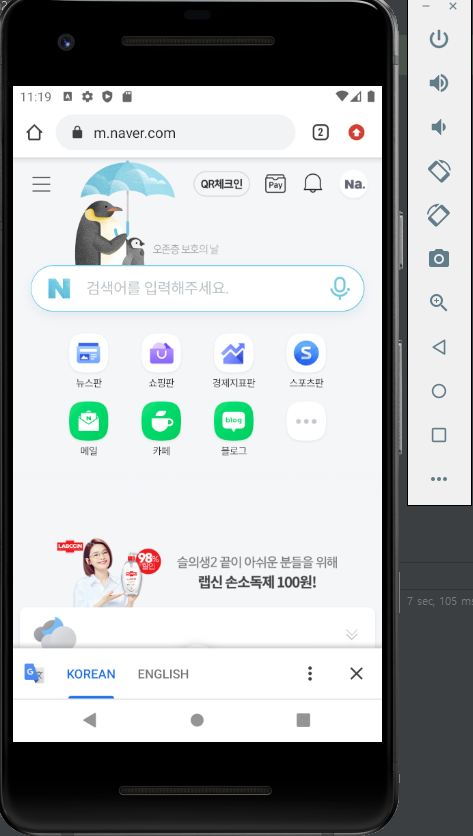 11:19
m.naver.com
2
QR체크인
Pay
Na.
오존층 보호의 날
N
검색어를 입력해주세요.
뉴스판
쇼핑판
경제지표판
S
스포츠판
N
메일
카페
blog
블로그
LABCCIN
98%
할인
슬의생2 끝이 아쉬운 분들을 위해
랩신 손소독제 100원!
KOREAN
ENGLISH
7 sec, 105 ms